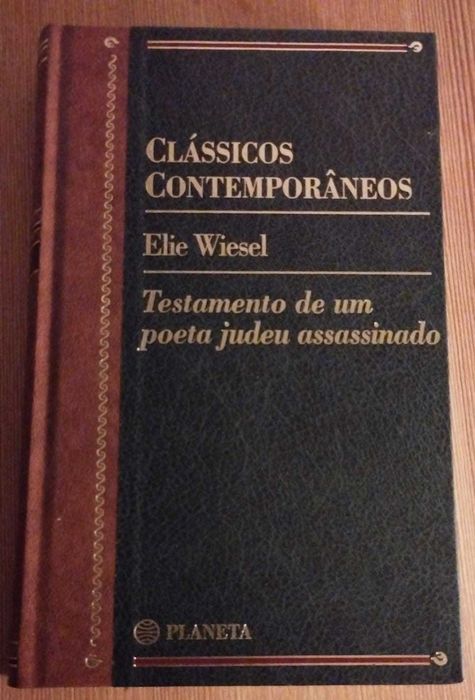 CLÁSSICOS
CONTEMPORÂNEOS
Elie Wiesel
Testamento de um
poeta judeu assassinado
PLANETA